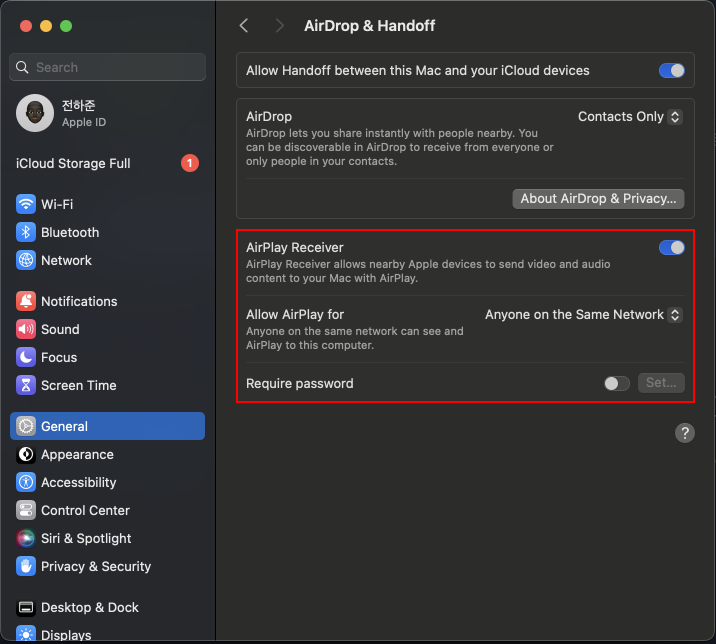 AirDrop & Handoff
Search
전하준
Apple ID
iCloud Storage Full
1
Wi-Fi
Bluetooth
Network
Notifications
Sound
Focus
Screen Time
General
Appearance
Accessibility
Control Center
Siri & Spotlight
Privacy & Security
Desktop & Dock
Displays
Allow Handoff between this Mac and your iCloud devices
AirDrop
Contacts Only
AirDrop lets you share instantly with people nearby. You
can be discoverable in AirDrop to receive from everyone or
only people in your contacts.
About AirDrop & Privacy...
AirPlay Receiver
AirPlay Receiver allows nearby Apple devices to send video and audio
content to your Mac with AirPlay.
Allow AirPlay for
Anyone on the Same Network
Anyone on the same network can see and
AirPlay to this computer.
Require password
Set...
?